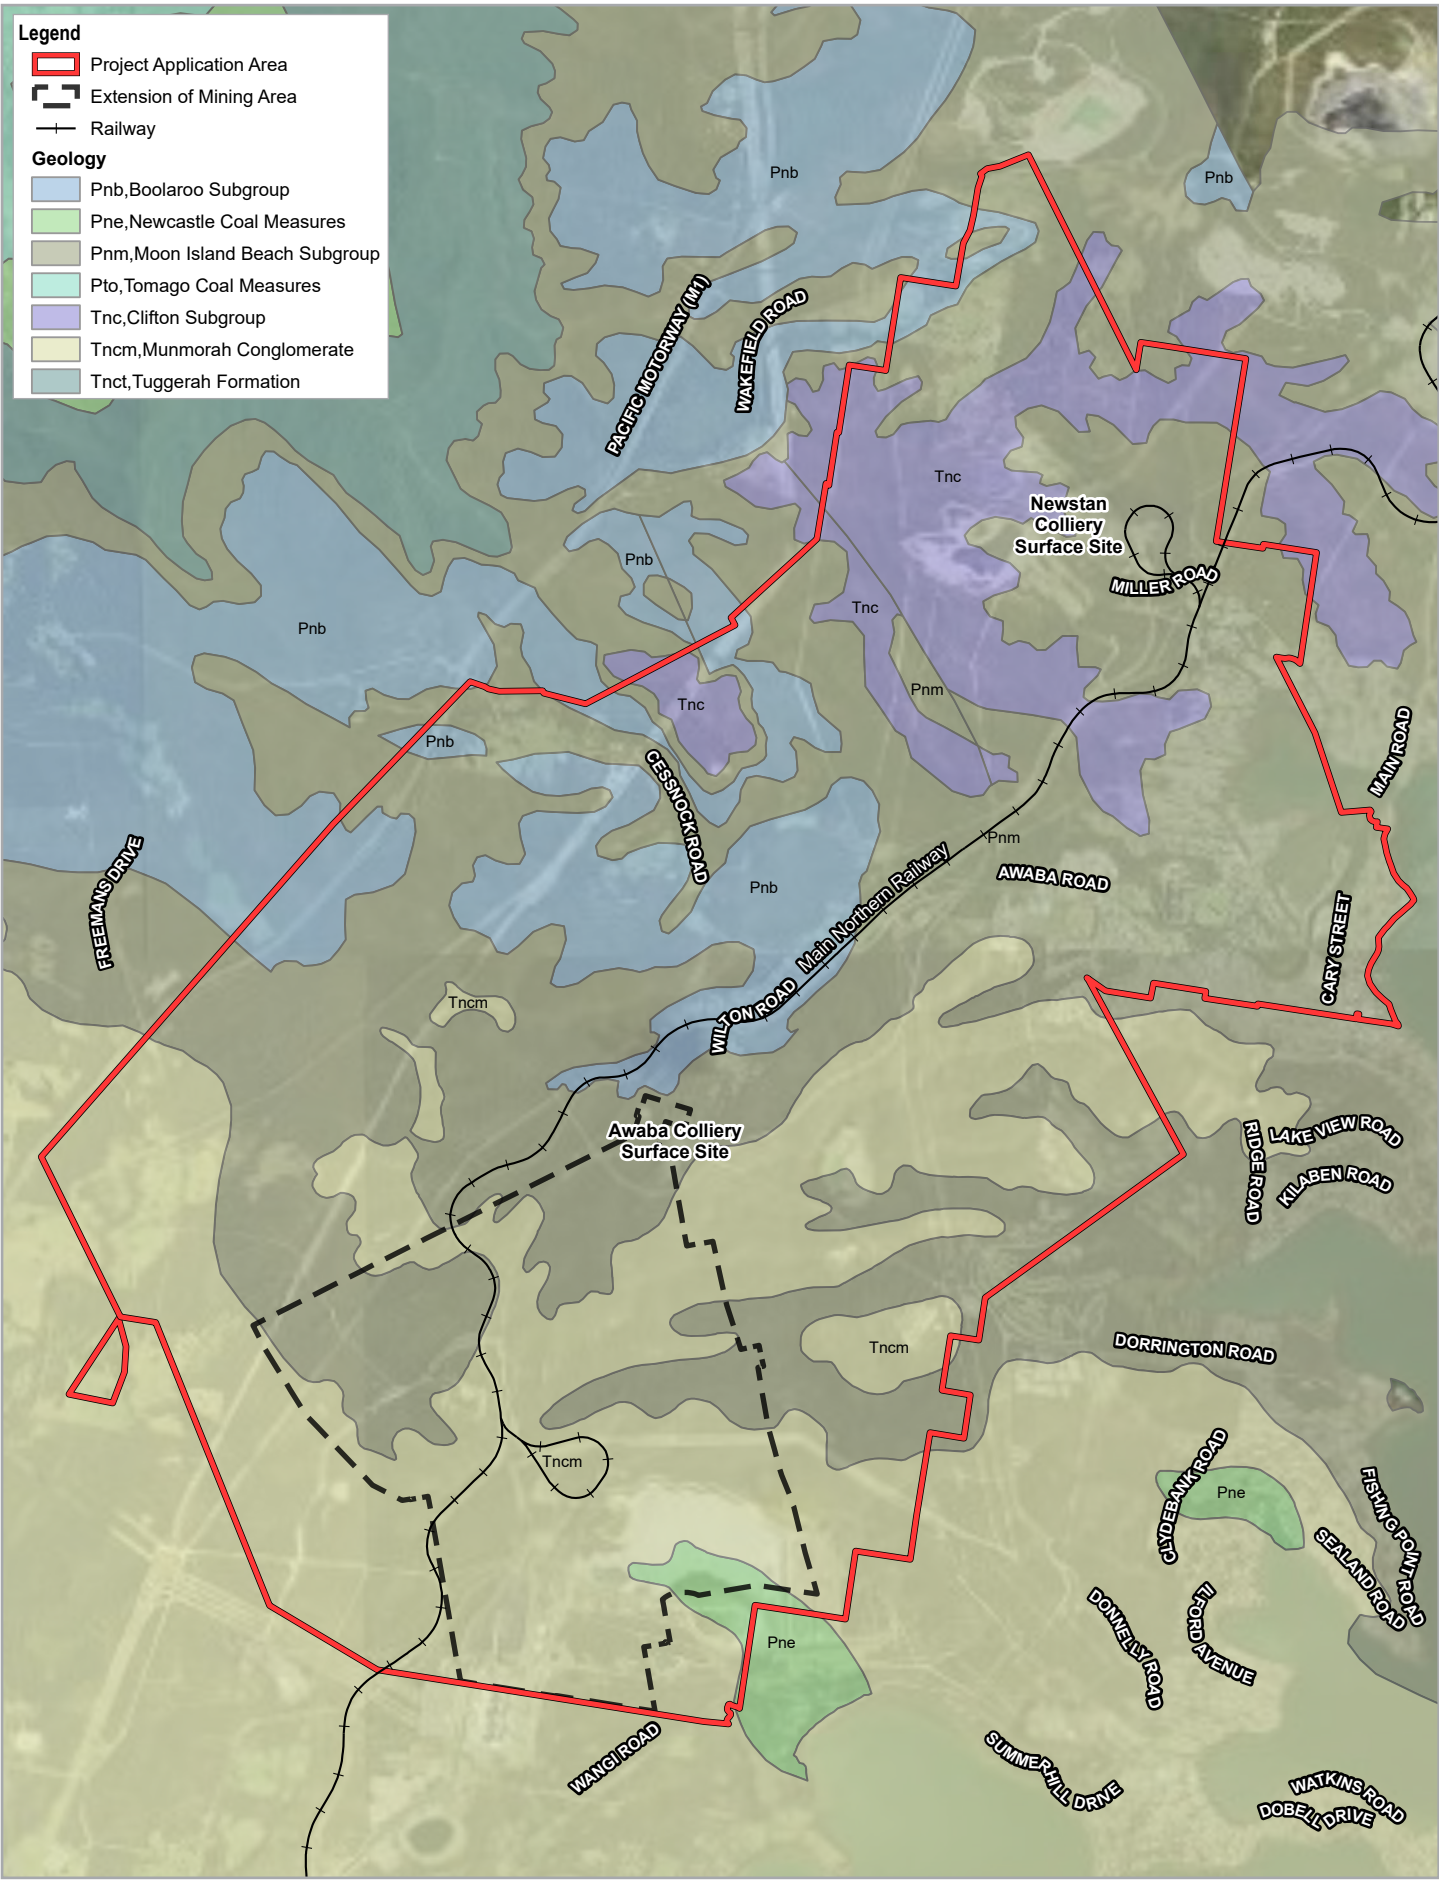 Legend
Project Application Area
Extension of Mining Area
Railway
Geology
Pnb,Boolaroo Subgroup
Pne,Newcastle Coal Measures
Pnm,Moon Island Beach Subgroup
Pto,Tomago Coal Measures
Tnc,Clifton Subgroup
Tncm,Munmorah Conglomerate
Tnct,Tuggerah Formation
Pnb
Pnb
PACIFIC MOTORWAY (M1)
WAKEFIELD ROAD
Tnc
Newstan
Colliery
Surface Site
MILLER ROAD
Pnb
Tnc
Pnb
Pnm
Tnc
Pnb
MAIN ROAD
CESSNOCK ROAD
Pnm
FREEMANS DRIVE
Pnb
Main Northern Railway
AWABA ROAD
CARY STREET
Tncm
WILTON ROAD
Awaba Colliery
Surface Site
RIDGE ROAD
LAKE VIEW ROAD
KILABEN ROAD
Tncm
DORRINGTON ROAD
Tncm
CLYDEBANK ROAD
Pne
FISHING POINT ROAD
SEALAND ROAD
DONNELLY ROAD
ILFORD AVENUE
Pne
WANGI ROAD
SUMMERHILL DRIVE
WATKINS ROAD
DOBELL DRIVE